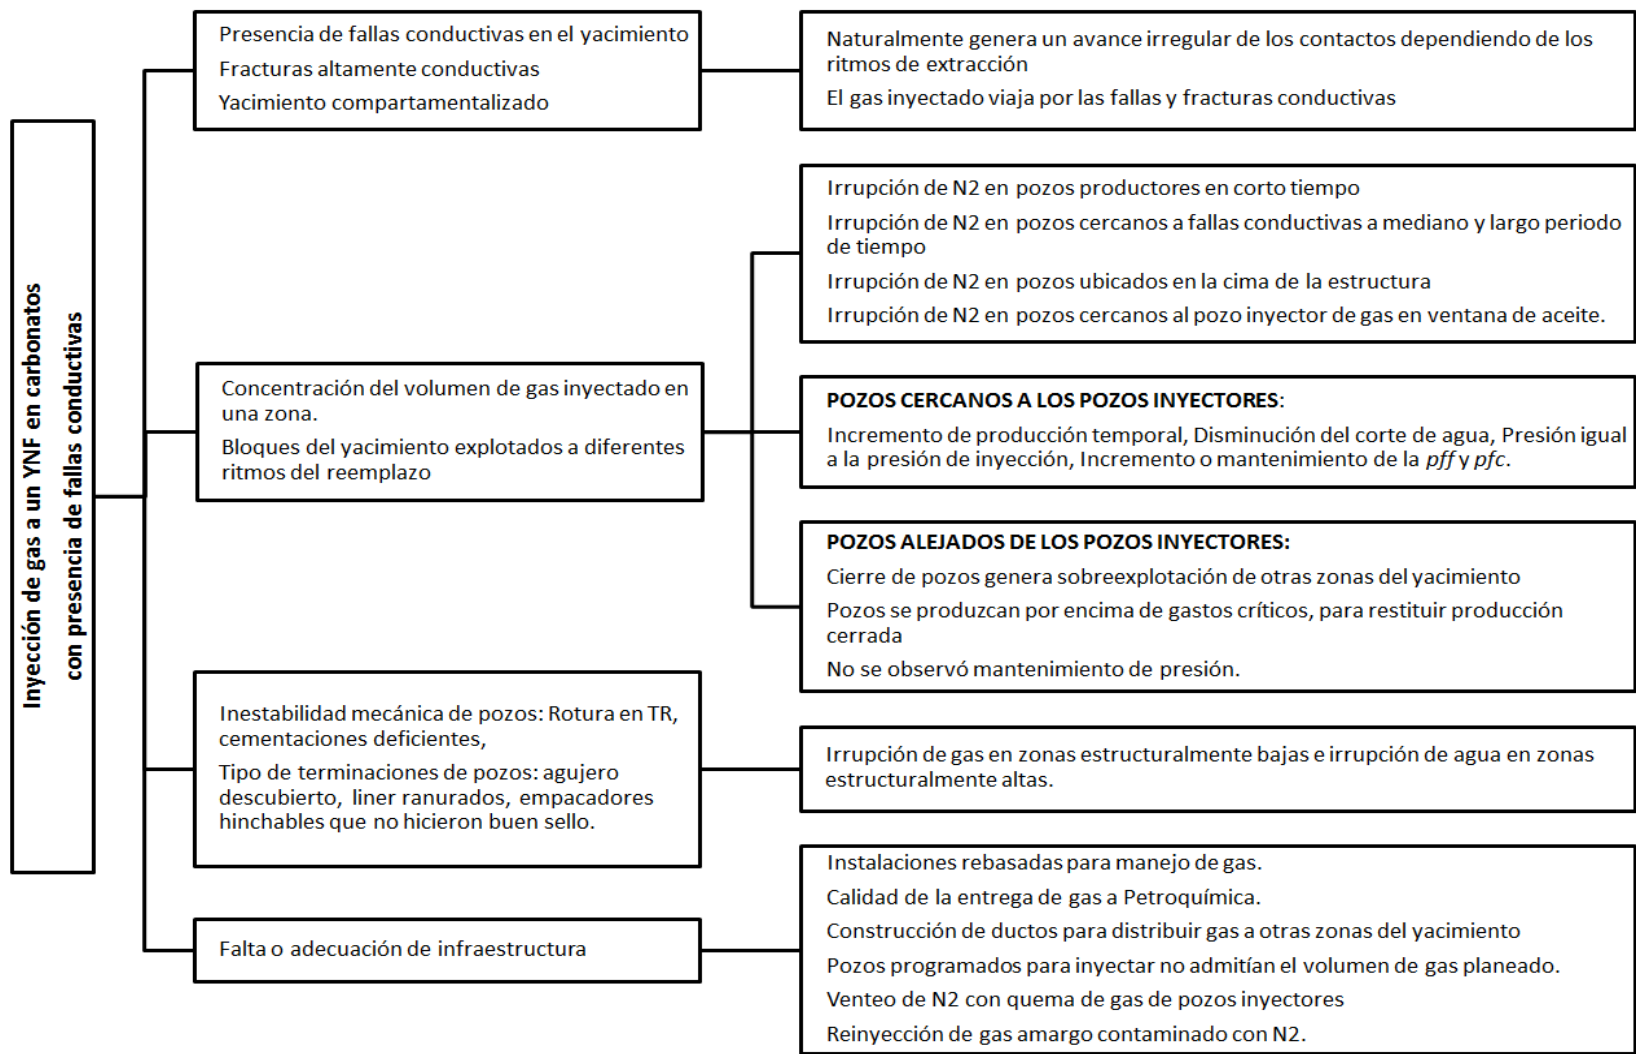 Inyección de gas a un YNF en carbonatos
con presencia de fallas conductivas
Presencia de fallas conductivas en el yacimiento
Fracturas altamente conductivas
Yacimiento compartamentalizado
Naturalmente genera un avance irregular de los contactos dependiendo de los
ritmos de extracción
El gas inyectado viaja por las fallas y fracturas conductivas
Concentración del volumen de gas inyectado en
una zona.
Bloques del yacimiento explotados a diferentes
ritmos del reemplazo
Irrupción de N2 en pozos productores en corto tiempo
Irrupción de N2 en pozos cercanos a fallas conductivas a mediano y largo periodo
de tiempo
Irrupción de N2 en pozos ubicados en la cima de la estructura
Irrupción de N2 en pozos cercanos al pozo inyector de gas en ventana de aceite.
POZOS CERCANOS A LOS POZOS INYECTORES:
Incremento de producción temporal, Disminución del corte de agua, Presión igual
a la presión de inyección, Incremento o mantenimiento de la pff y pfc.
POZOS ALEJADOS DE LOS POZOS INYECTORES:
Cierre de pozos genera sobreexplotación de otras zonas del yacimiento
Pozos se produzcan por encima de gastos críticos, para restituir producción
cerrada
No se observó mantenimiento de presión.
Inestabilidad mecánica de pozos: Rotura en TR,
cementaciones deficientes,
Tipo de terminaciones de pozos: agujero
descubierto, liner ranurados, empacadores
hinchables que no hicieron buen sello.
Irrupción de gas en zonas estructuralmente bajas e irrupción de agua en zonas
estructuralmente altas.
Falta o adecuación de infraestructura
Instalaciones rebasadas para manejo de gas.
Calidad de la entrega de gas a Petroquímica.
Construcción de ductos para distribuir gas a otras zonas del yacimiento
Pozos programados para inyectar no admitían el volumen de gas planeado.
Venteo de N2 con quema de gas de pozos inyectores
Reinyección de gas amargo contaminado con N2.